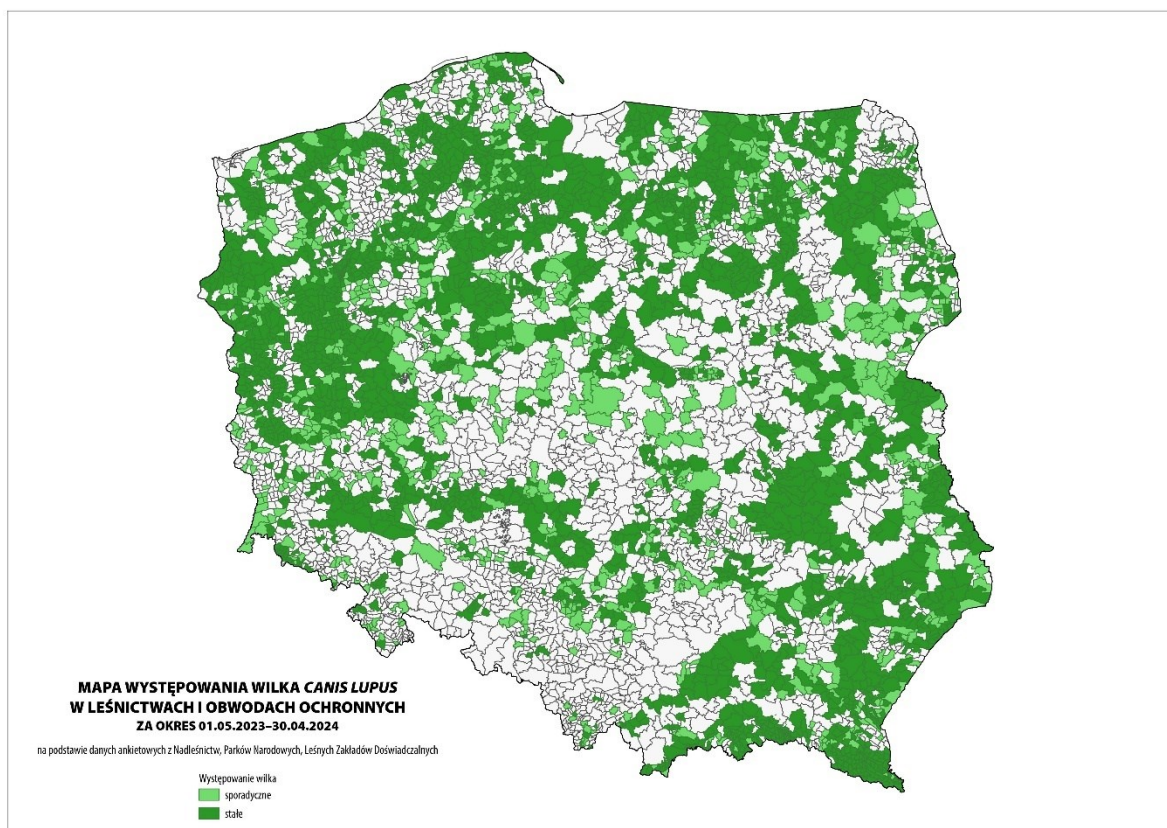 MAPA WYSTĘPOWANIA WILKA CANIS LUPUS
W LEŚNICTWACH I OBWODACH OCHRONNYCH
ZA OKRES 01.05.2023–30.04.2024
na podstawie danych ankietowych z Nadleśnictw, Parków Narodowych, Leśnych Zakładów Doświadczalnych
Występowanie wilka
sporadyczne
stałe